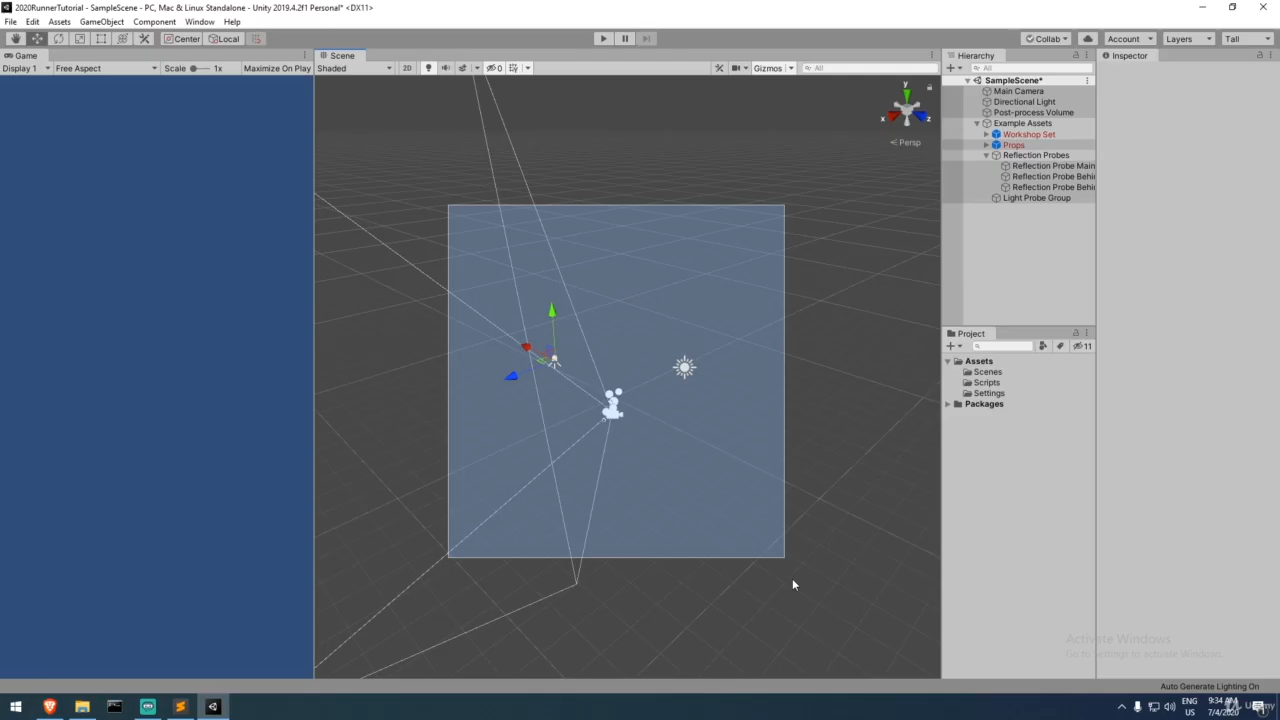 2020RunnerTutorial - SampleScene - PC, Mac & Linux Standalone - Unity 2019.4.2f1 Personal* <DX11>
File Edit Assets GameObject Component Window Help
Center Local Collab Account Layers Tall
Game Scene Hierarchy Inspector
Display 1 Free Aspect Scale 1x Maximize On Play Shaded 2D 0 Gizmos All All
SampleScene*
Main Camera
Directional Light
Post-process Volume
Example Assets
Workshop Set
Props
Reflection Probes
Reflection Probe Main
Reflection Probe Behi
Reflection Probe Behi
Light Probe Group
y
x z
Persp
Project
11
Assets
Scenes
Scripts
Settings
Packages
Activate Windows
Go to Settings to activate Windows.
Auto Generate Lighting On
ENG 9:34 AM
US 7/4/2020
Udemy